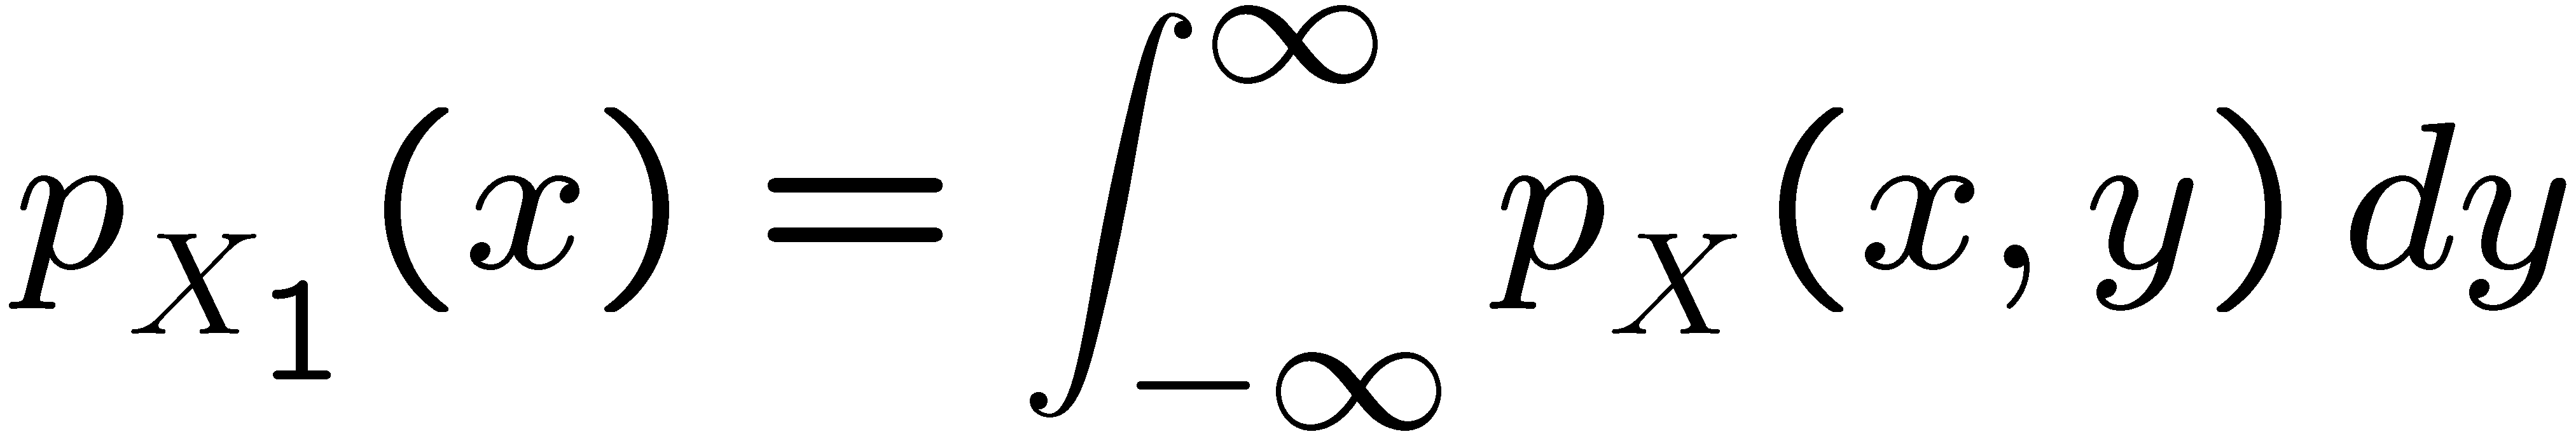 p_{X_1}(x) = \int_{-\infty}^{\infty} p_X(x, y) \, dy